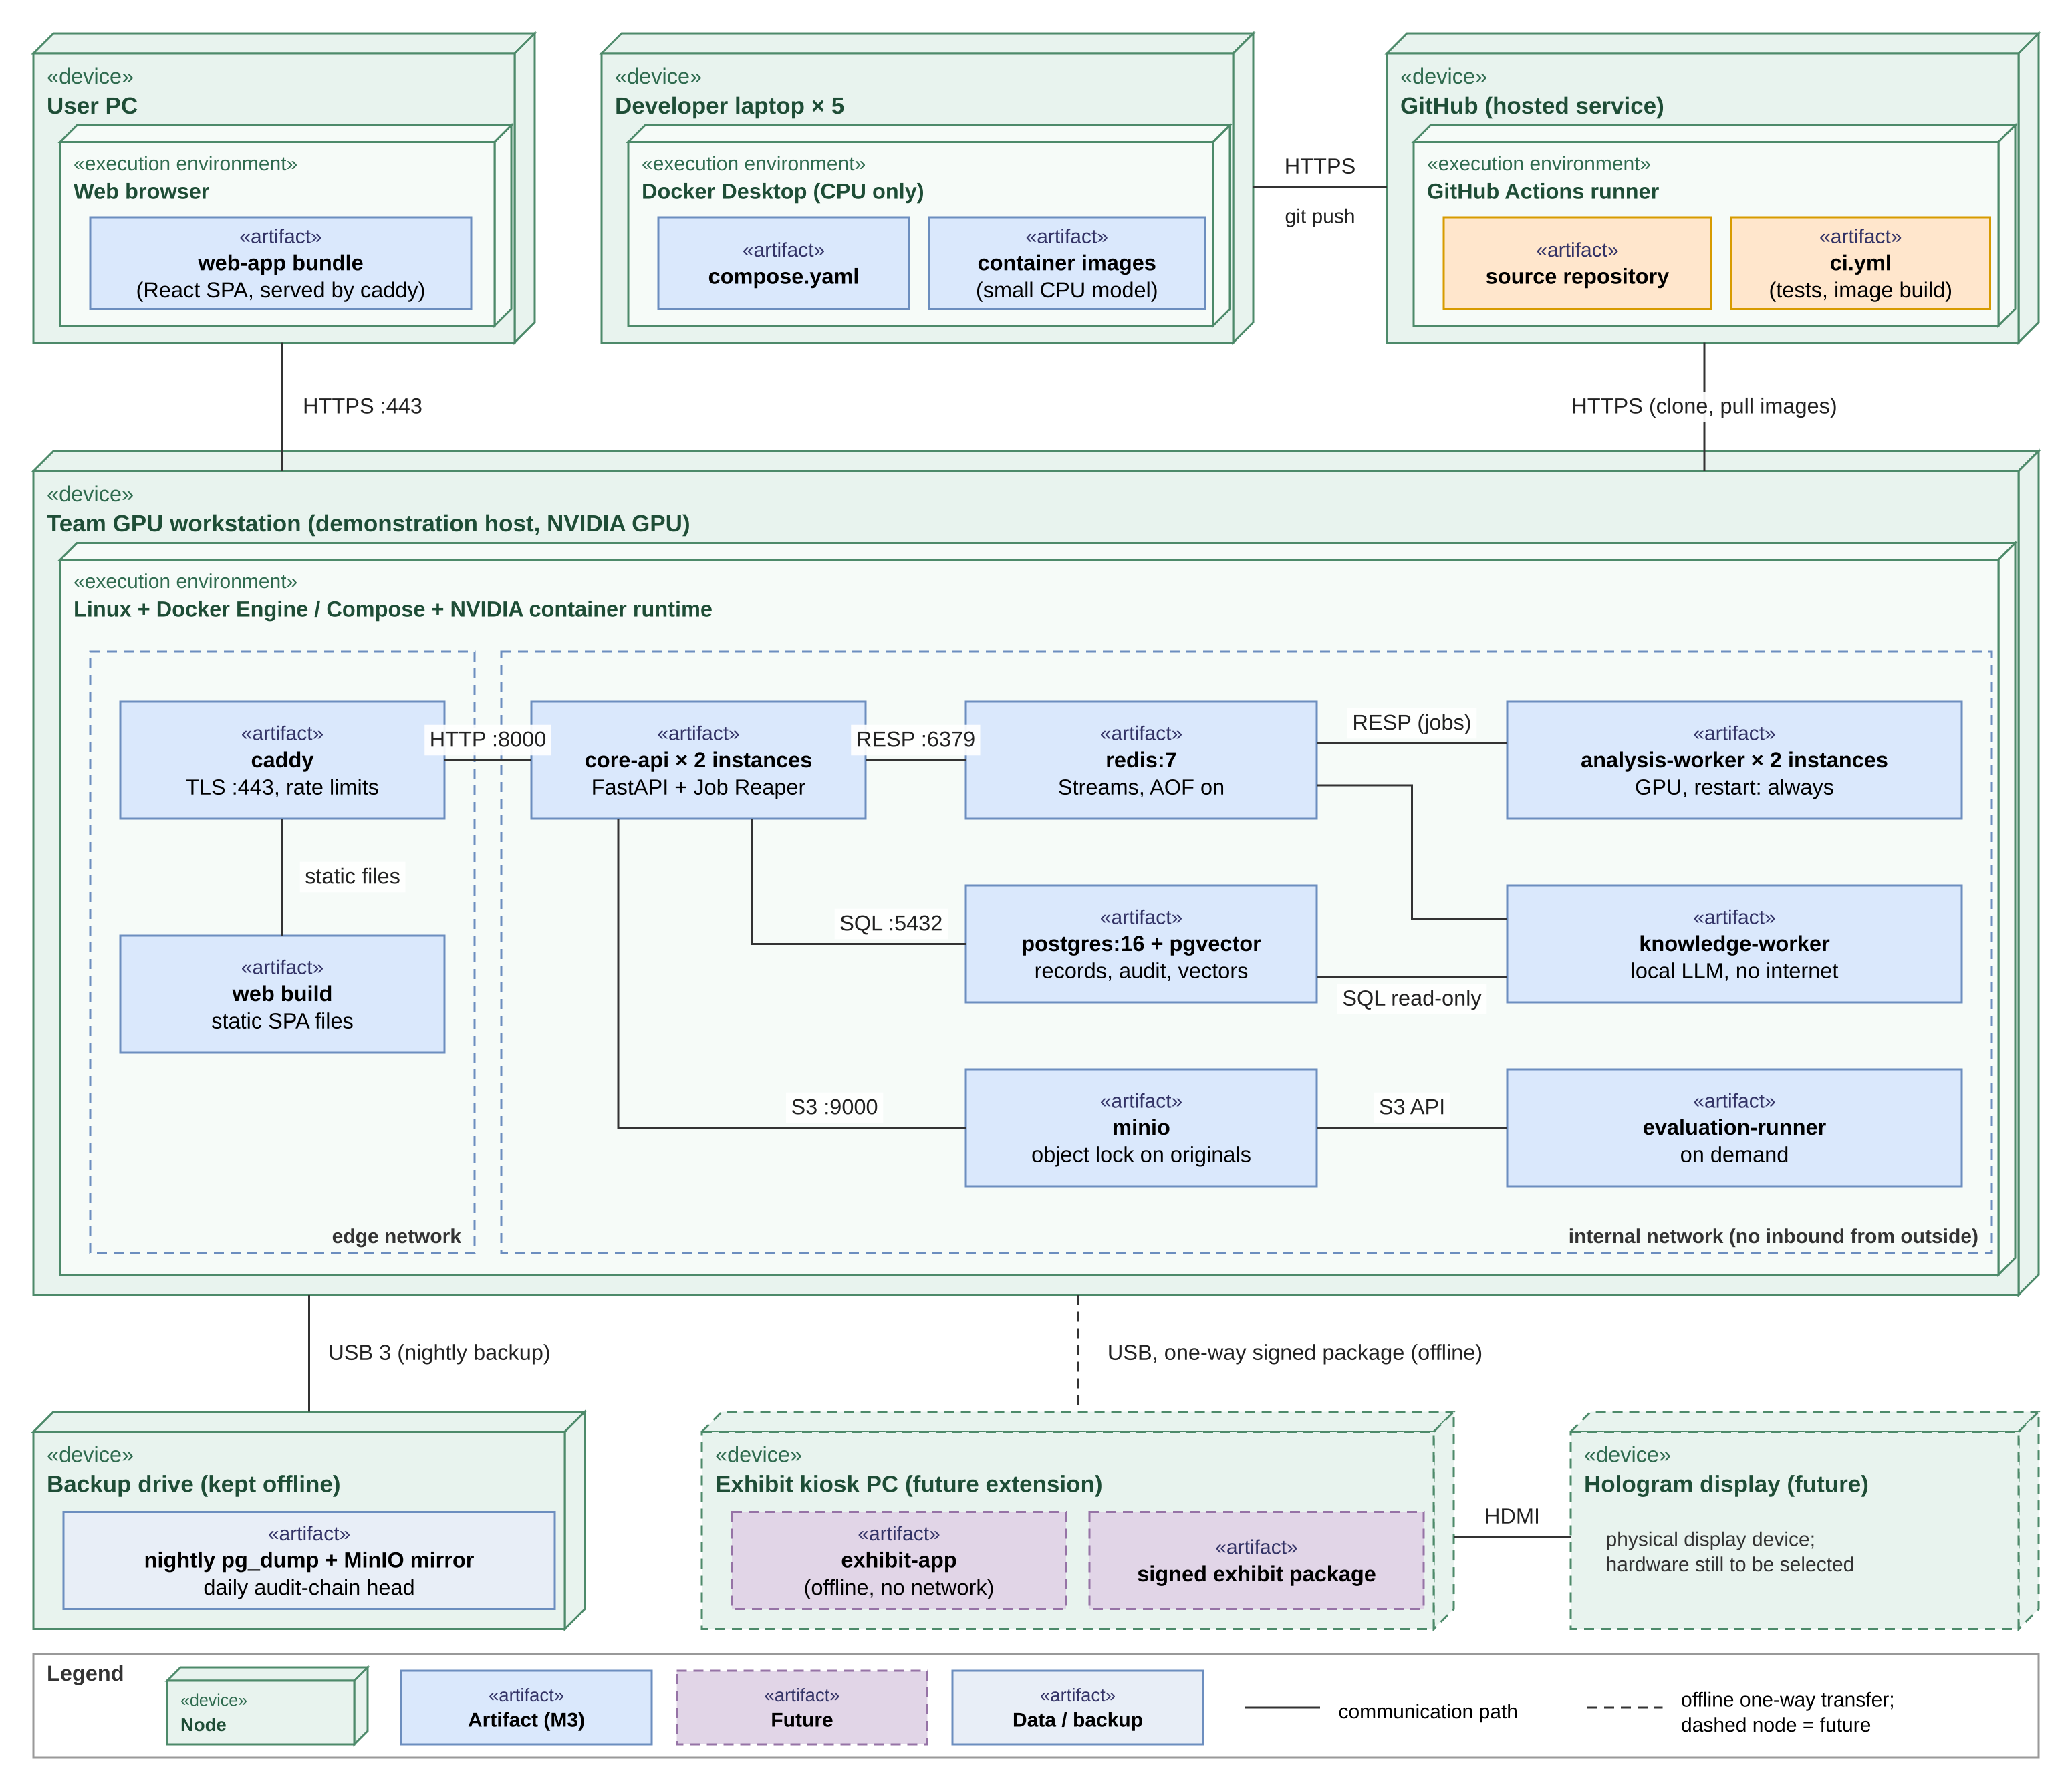 «device»
User PC
«execution environment»
Web browser
«artifact»
web-app bundle
(React SPA, served by caddy)
«device»
Developer laptop × 5
«execution environment»
Docker Desktop (CPU only)
«artifact»
compose.yaml
«artifact»
container images
(small CPU model)
HTTPS
git push
«device»
GitHub (hosted service)
«execution environment»
GitHub Actions runner
«artifact»
source repository
«artifact»
ci.yml
(tests, image build)
HTTPS :443
HTTPS (clone, pull images)
«device»
Team GPU workstation (demonstration host, NVIDIA GPU)
«execution environment»
Linux + Docker Engine / Compose + NVIDIA container runtime
«artifact»
caddy
TLS :443, rate limits
HTTP :8000
«artifact»
core-api × 2 instances
FastAPI + Job Reaper
RESP :6379
«artifact»
redis:7
Streams, AOF on
RESP (jobs)
«artifact»
analysis-worker × 2 instances
GPU, restart: always
static files
«artifact»
web build
static SPA files
SQL :5432
«artifact»
postgres:16 + pgvector
records, audit, vectors
SQL read-only
«artifact»
knowledge-worker
local LLM, no internet
S3 :9000
«artifact»
minio
object lock on originals
S3 API
«artifact»
evaluation-runner
on demand
edge network
internal network (no inbound from outside)
USB 3 (nightly backup)
USB, one-way signed package (offline)
«device»
Backup drive (kept offline)
«artifact»
nightly pg_dump + MinIO mirror
daily audit-chain head
«device»
Exhibit kiosk PC (future extension)
«artifact»
exhibit-app
(offline, no network)
«artifact»
signed exhibit package
HDMI
«device»
Hologram display (future)
physical display device;
hardware still to be selected
Legend
«device»
Node
«artifact»
Artifact (M3)
«artifact»
Future
«artifact»
Data / backup
communication path
offline one-way transfer;
dashed node = future